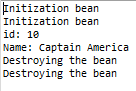 Initization bean
Initization bean
id: 10
Name: Captain America
Destroying the bean
Destroying the bean